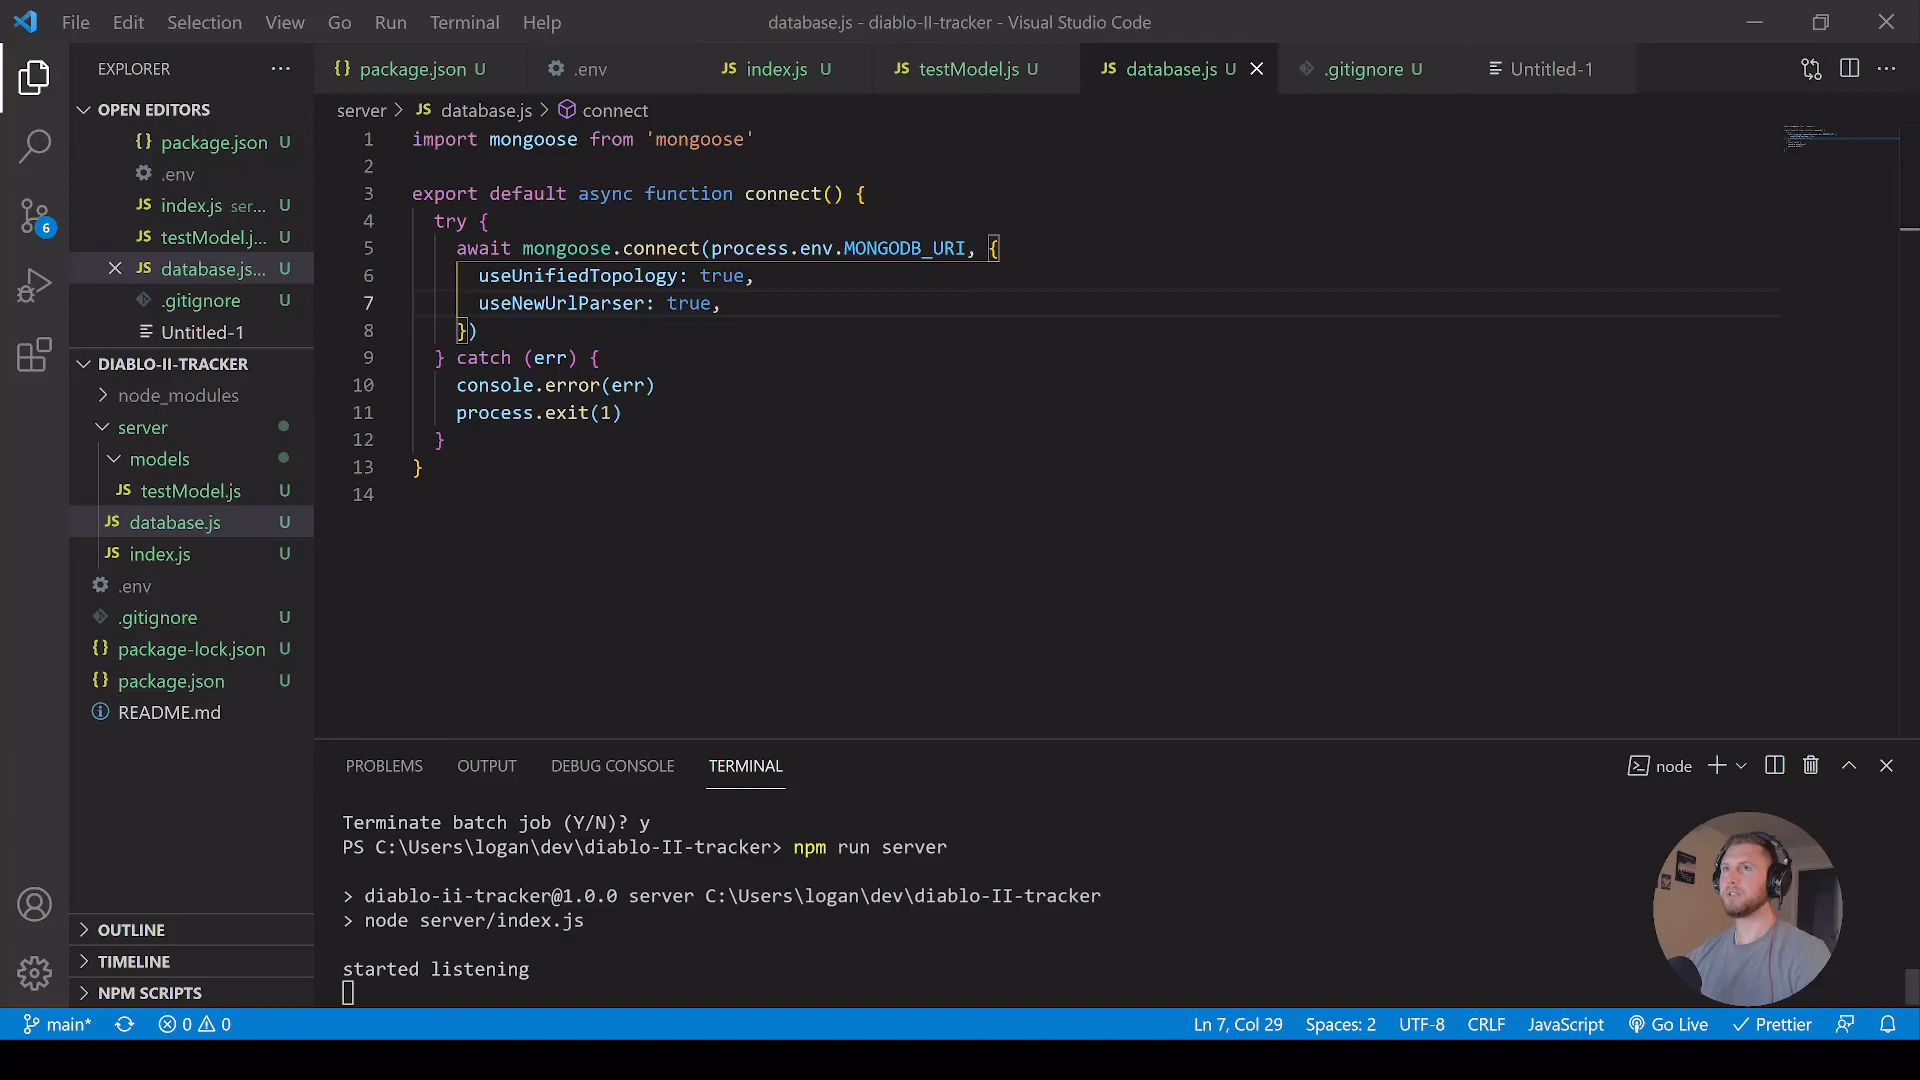 File Edit Selection View Go Run Terminal Help
database.js - diablo-II-tracker - Visual Studio Code
EXPLORER
{} package.json U .env JS index.js U JS testModel.js U JS database.js U .gitignore U Untitled-1
OPEN EDITORS
{} package.json U
.env
JS index.js ser... U
JS testModel.j... U
JS database.js... U
.gitignore U
Untitled-1
DIABLO-II-TRACKER
node_modules
server
models
JS testModel.js U
JS database.js U
JS index.js U
.env
.gitignore U
{} package-lock.json U
{} package.json U
README.md
OUTLINE
TIMELINE
NPM SCRIPTS
6
server > JS database.js > connect
1 import mongoose from 'mongoose'
2
3 export default async function connect() {
4 try {
5 await mongoose.connect(process.env.MONGODB_URI, {
6 useUnifiedTopology: true,
7 useNewUrlParser: true,
8 })
9 } catch (err) {
10 console.error(err)
11 process.exit(1)
12 }
13 }
14
PROBLEMS OUTPUT DEBUG CONSOLE TERMINAL
node
Terminate batch job (Y/N)? y
PS C:\Users\logan\dev\diablo-II-tracker> npm run server
> diablo-ii-tracker@1.0.0 server C:\Users\logan\dev\diablo-II-tracker
> node server/index.js
started listening
main* 0 0 Ln 7, Col 29 Spaces: 2 UTF-8 CRLF JavaScript Go Live Prettier